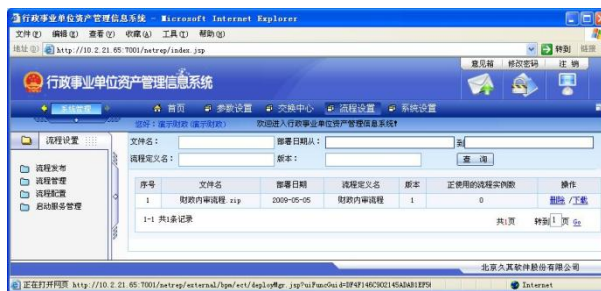 行政事业单位资产管理信息系统 - Microsoft Internet Explorer
文件(F) 编辑(E) 查看(V) 收藏(A) 工具(T) 帮助(H)
地址(D) http://10.2.21.65:7001/netrep/index.jsp 转到 链接
意见箱 修改密码 注 销
行政事业单位资产管理信息系统
系统管理 首页 参数设置 交换中心 流程设置 系统设置
您好：演示财政(演示财政) 欢迎进入行政事业单位资产管理信息系统!
流程设置
流程发布
流程管理
流程配置
启动服务管理
文件名： 部署日期从： 到
流程定义名： 版本： 查 询
序号 文件名 部署日期 流程定义名 版本 正使用的流程实例数 操作
1 财政内审流程.zip 2009-05-05 财政内审流程 1 0 删除 /下载
1-1 共1条记录 共1页 转到 1 页 Go
北京久其软件股份有限公司
正在打开网页 http://10.2.21.65:7001/netrep/external/bpm/ect/deployMgr.jsp?uiFuncGuid=DF4F146C902145ADAB1EF5 Internet